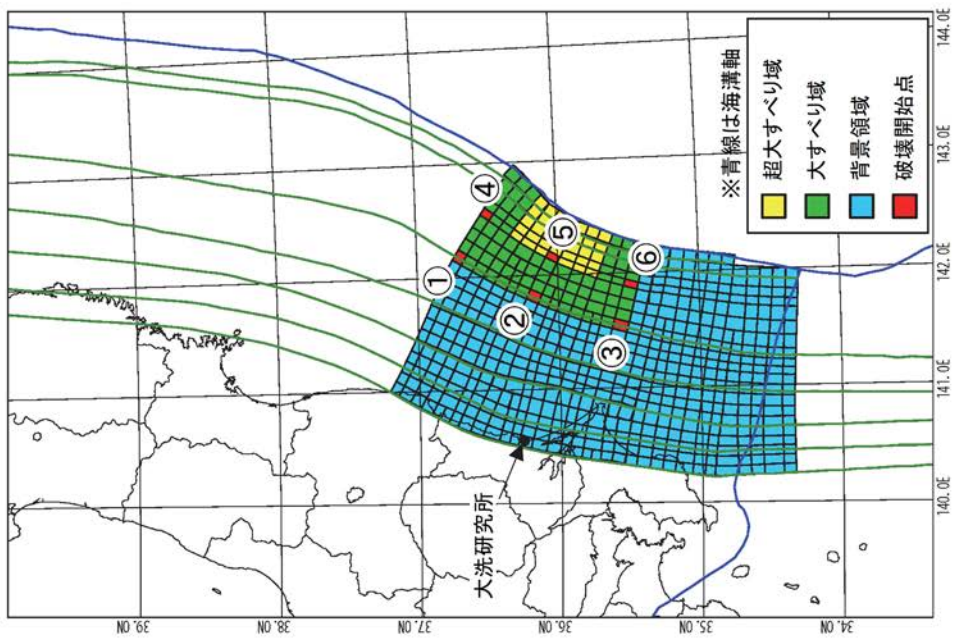 39.0N
38.0N
37.0N
36.0N
35.0N
34.0N
140.0E
141.0E
142.0E
143.0E
144.0E
①
②
③
④
⑤
⑥
大洗研究所
※青線は海溝軸
超大すべり域
大すべり域
背景領域
破壊開始点